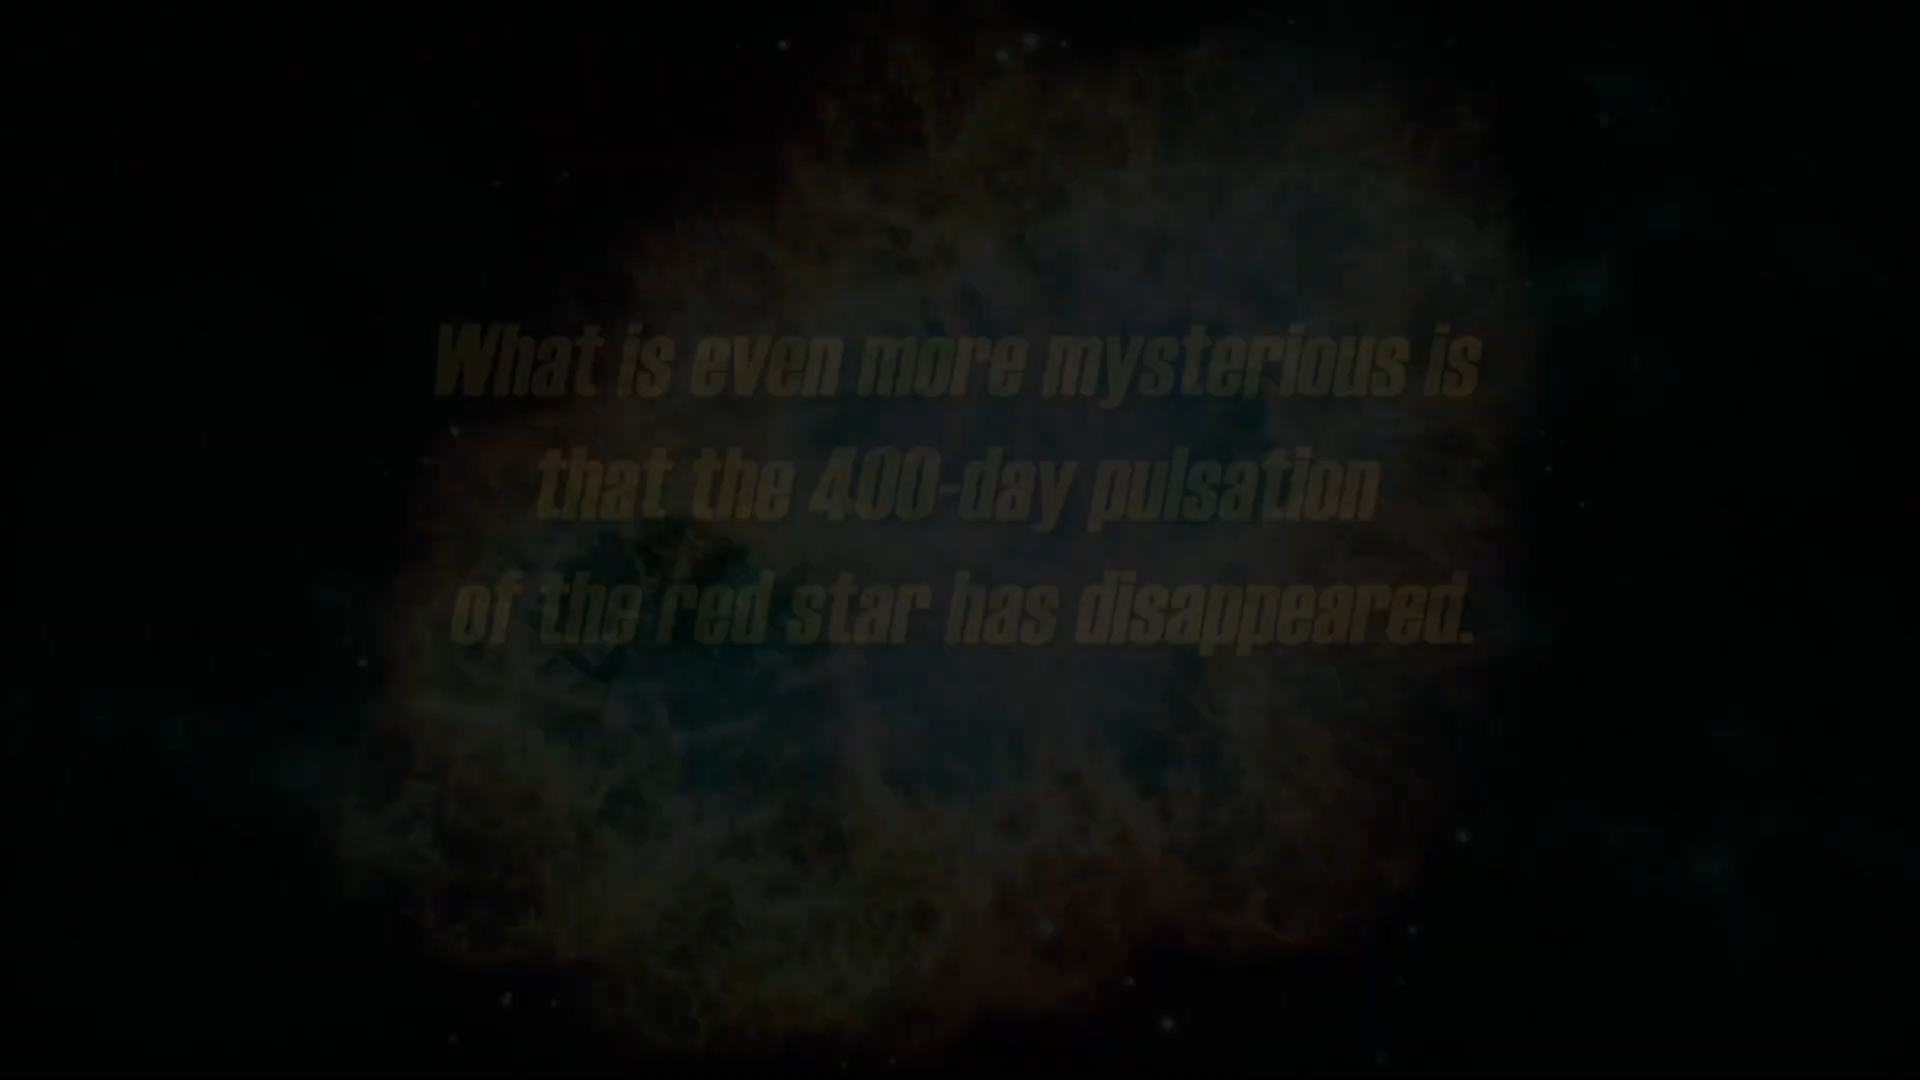 What is even more mysterious is
that the 400-day pulsation
of the red star has disappeared.